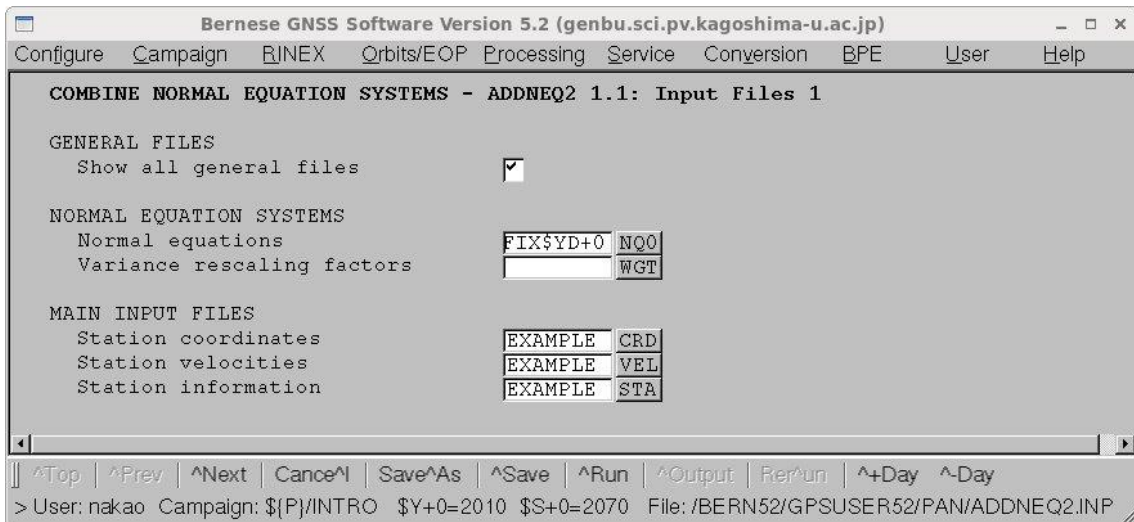 Bernese GNSS Software Version 5.2 (genbu.sci.pv.kagoshima-u.ac.jp)
Configure Campaign RINEX Orbits/EOP Processing Service Conversion BPE User Help
COMBINE NORMAL EQUATION SYSTEMS - ADDNEQ2 1.1: Input Files 1
GENERAL FILES
Show all general files
NORMAL EQUATION SYSTEMS
Normal equations FIX$YD+0 NQ0
Variance rescaling factors WGT
MAIN INPUT FILES
Station coordinates EXAMPLE CRD
Station velocities EXAMPLE VEL
Station information EXAMPLE STA
^Top | ^Prev | ^Next | Cance^l | Save^As | ^Save | ^Run | ^Output | Rer^un | ^+Day ^-Day
> User: nakao Campaign: ${P}/INTRO $Y+0=2010 $S+0=2070 File: /BERN52/GPSUSER52/PAN/ADDNEQ2.INP